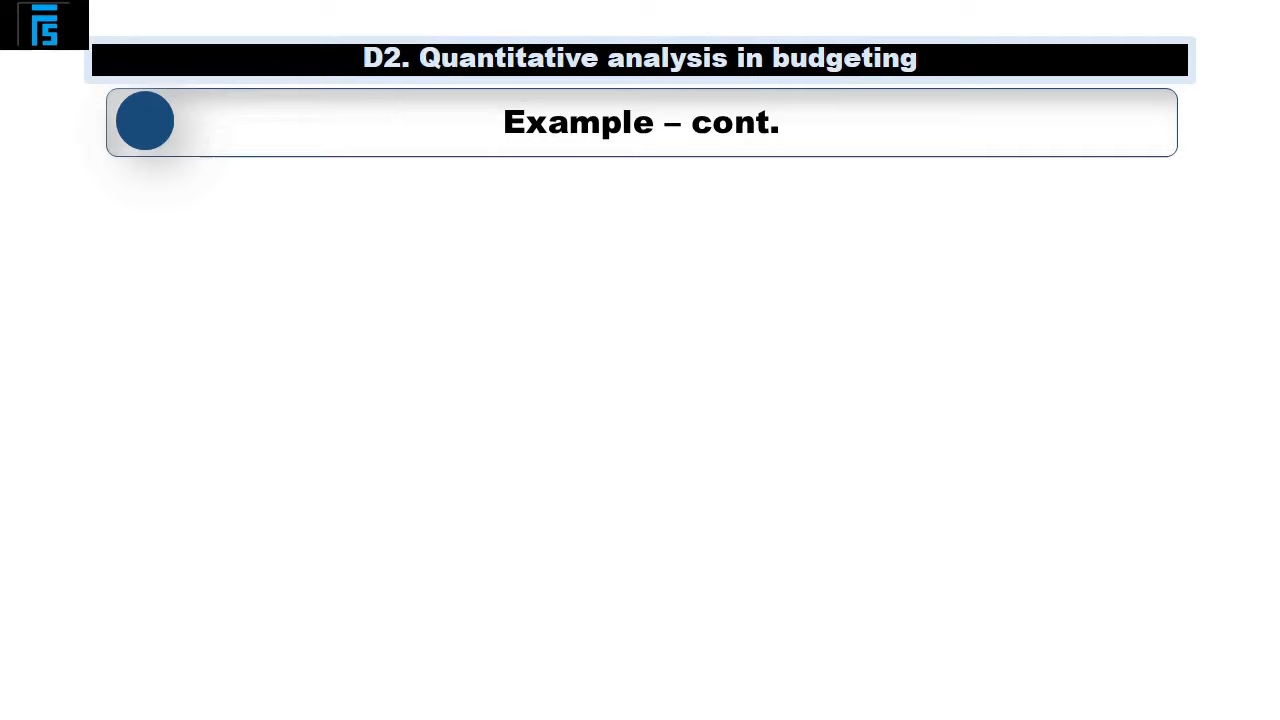 D2. Quantitative analysis in budgeting
Example – cont.